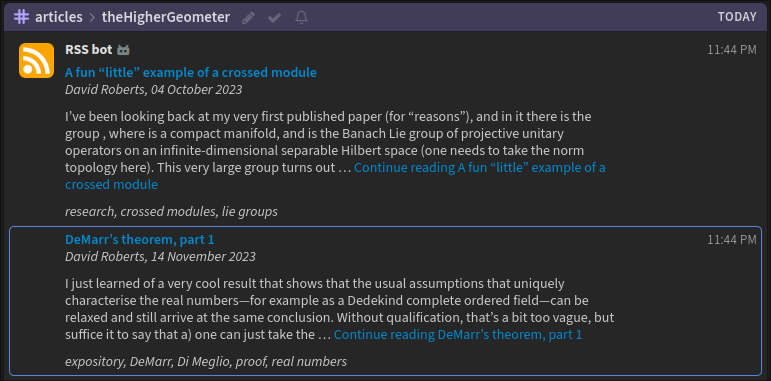 # articles > theHigherGeometer TODAY
RSS bot 11:44 PM
A fun “little” example of a crossed module
David Roberts, 04 October 2023
I’ve been looking back at my very first published paper (for “reasons”), and in it there is the
group , where is a compact manifold, and is the Banach Lie group of projective unitary
operators on an infinite-dimensional separable Hilbert space (one needs to take the norm
topology here). This very large group turns out … Continue reading A fun “little” example of a
crossed module
research, crossed modules, lie groups
DeMarr’s theorem, part 1 11:44 PM
David Roberts, 14 November 2023
I just learned of a very cool result that shows that the usual assumptions that uniquely
characterise the real numbers—for example as a Dedekind complete ordered field—can be
relaxed and still arrive at the same conclusion. Without qualification, that’s a bit too vague, but
suffice it to say that a) one can just take the … Continue reading DeMarr’s theorem, part 1
expository, DeMarr, Di Meglio, proof, real numbers